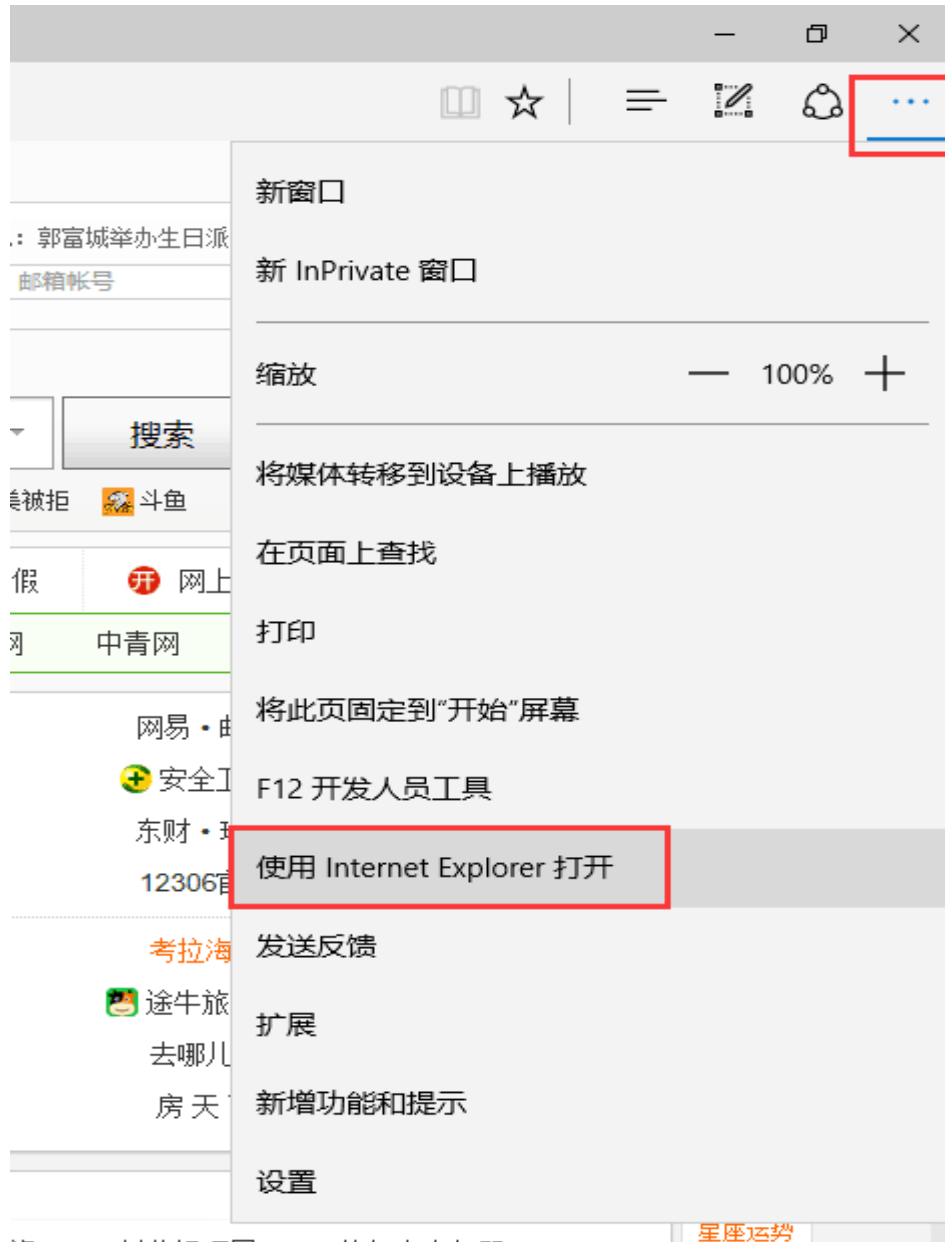 新窗口
：郭富城举办生日派
新 InPrivate 窗口
邮箱帐号
缩放 100%
搜索
将媒体转移到设备上播放
被拒 斗鱼
在页面上查找
假 开 网上
打印
网 中青网
将此页固定到“开始”屏幕
网易 •
F12 开发人员工具
安全
东财 •
使用 Internet Explorer 打开
12306
考拉海
发送反馈
途牛旅
扩展
去哪儿
新增功能和提示
房天
设置
星座运势